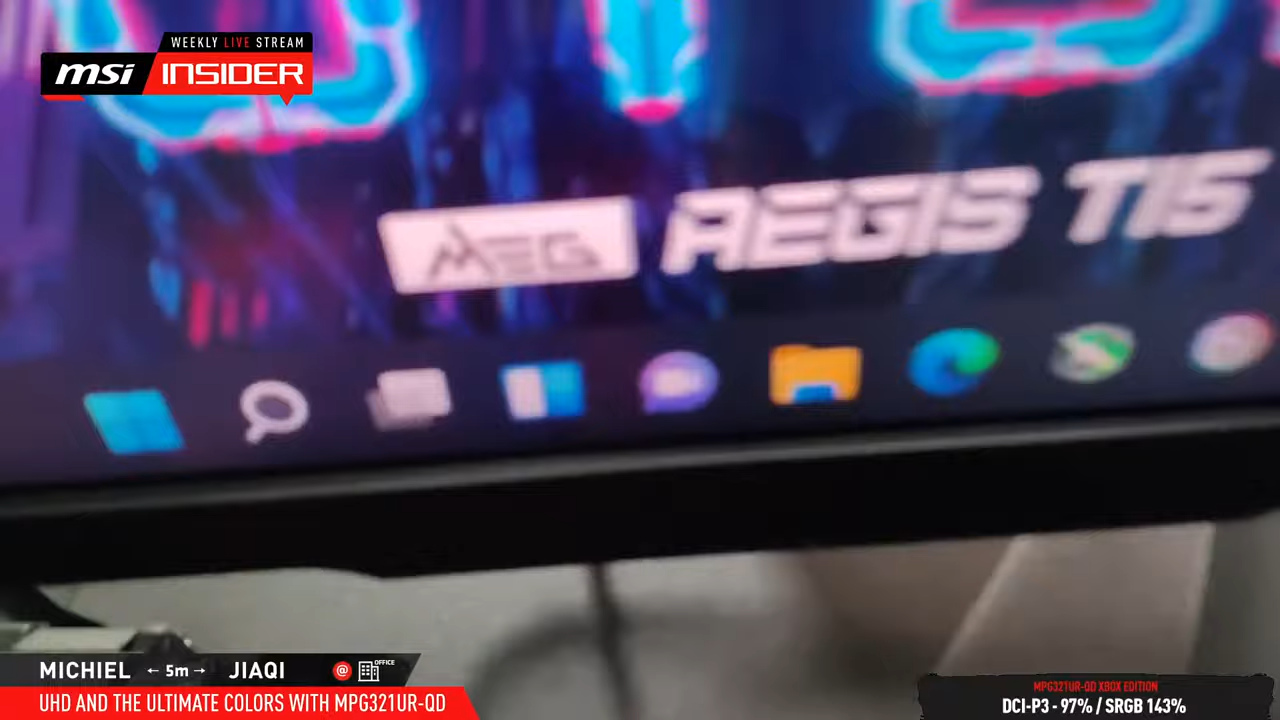 WEEKLY LIVE STREAM
msi INSIDER
MEG AEGIS TI5
MICHIEL ← 5m → JIAQI @ OFFICE
UHD AND THE ULTIMATE COLORS WITH MPG321UR-QD
MPG321UR-QD XBOX EDITION
DCI-P3 - 97% / SRGB 143%